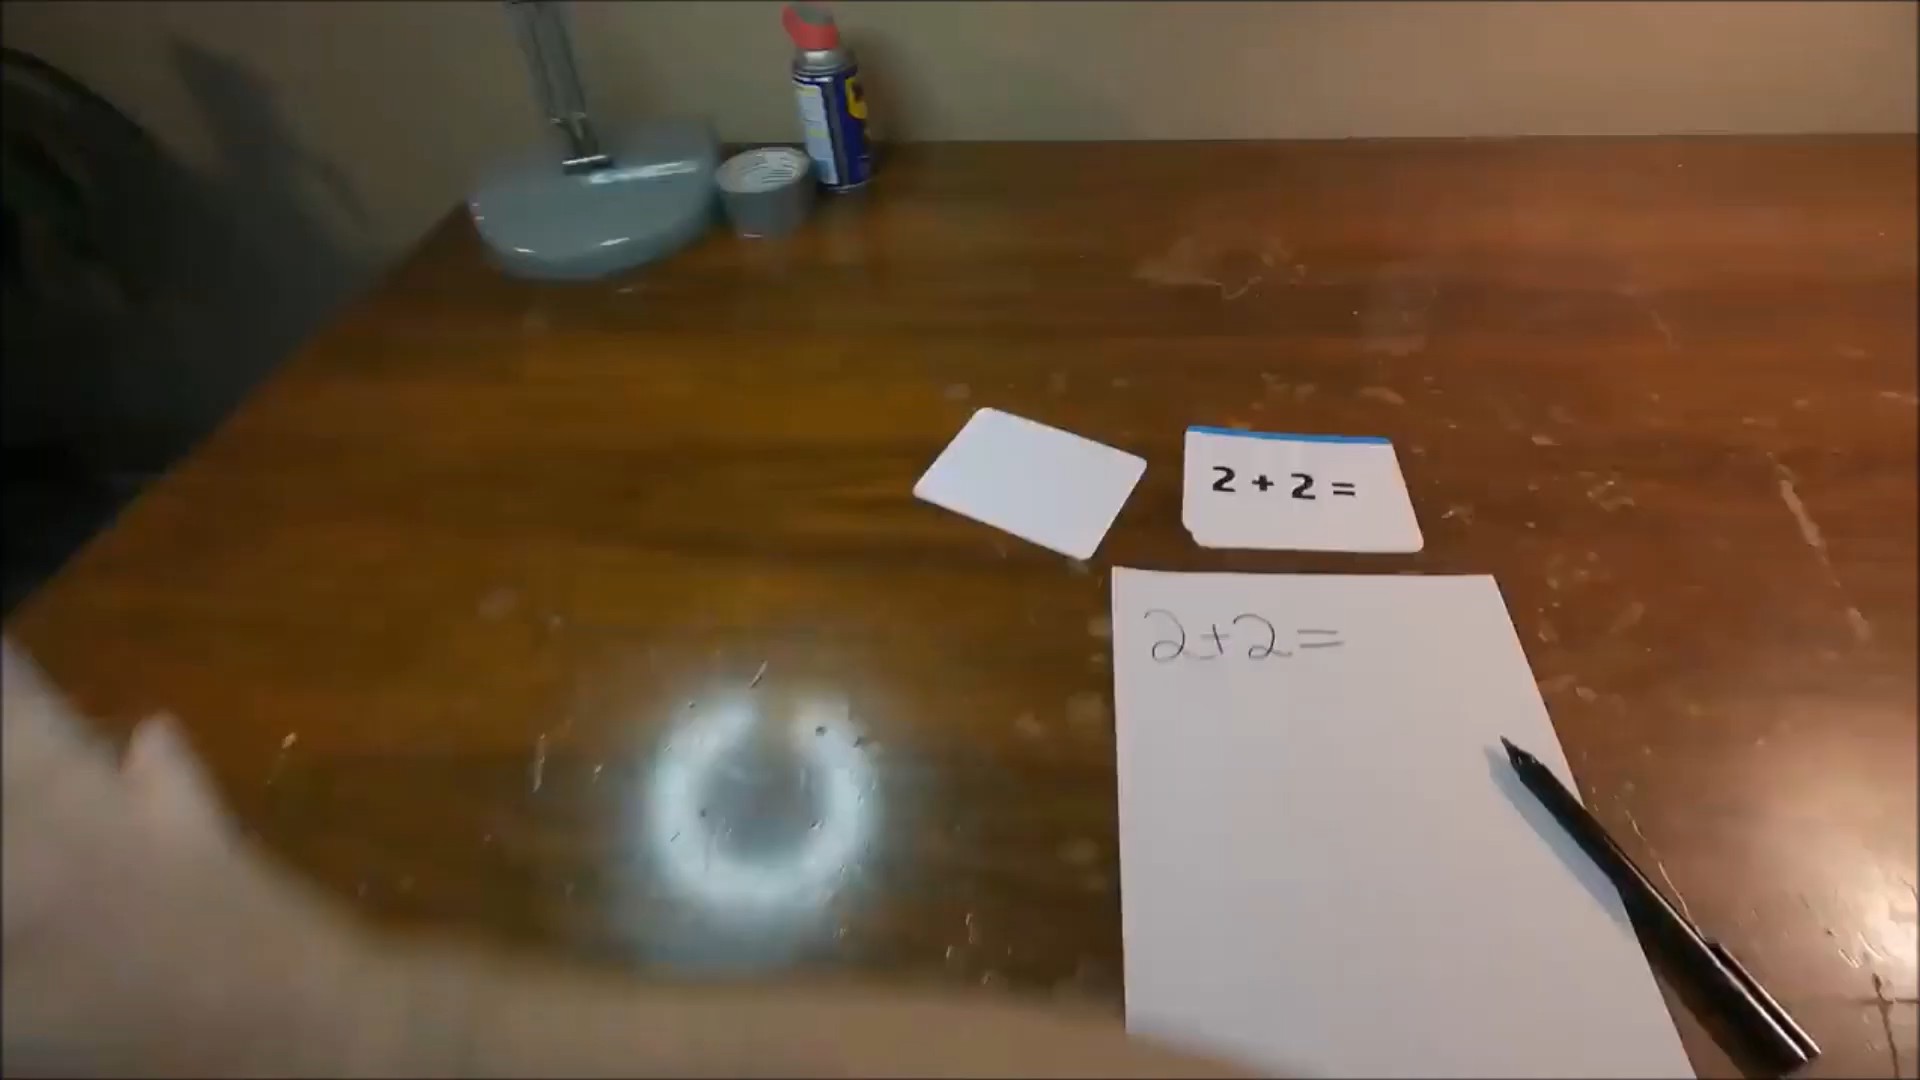 2 + 2 =
2+2=